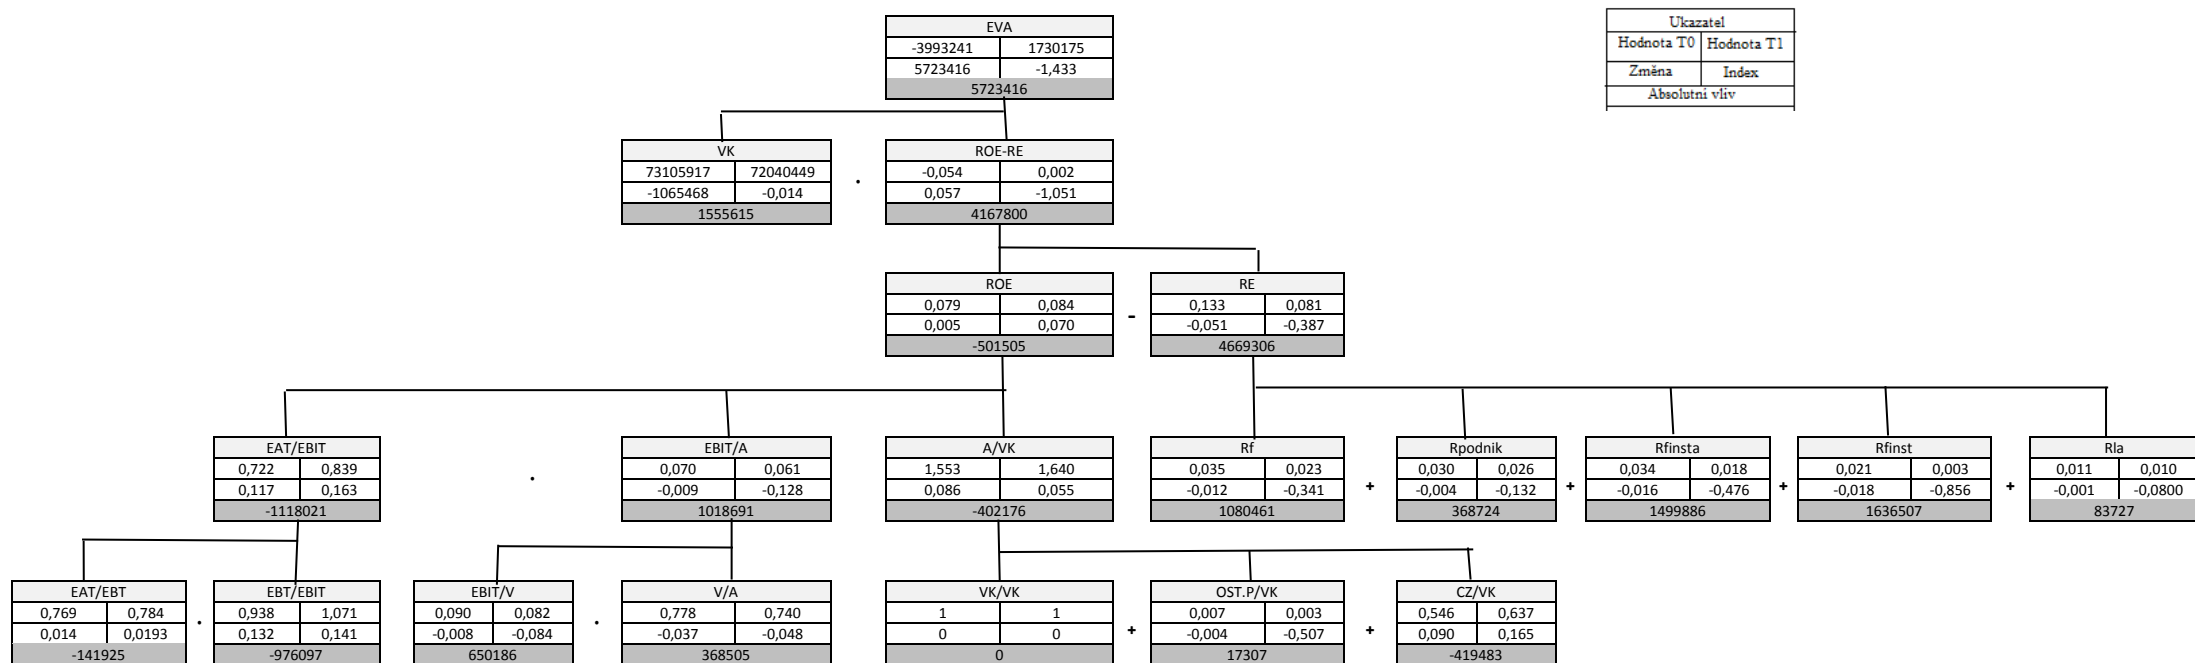 EVA
-3993241 1730175
5723416 -1,433
5723416
Ukazatel
Hodnota T0 Hodnota T1
Změna Index
Absolutní vliv
VK
73105917 72040449
-1065468 -0,014
1555615
.
ROE-RE
-0,054 0,002
0,057 -1,051
4167800
ROE
0,079 0,084
0,005 0,070
-501505
-
RE
0,133 0,081
-0,051 -0,387
4669306
EAT/EBIT
0,722 0,839
0,117 0,163
-1118021
.
EBIT/A
0,070 0,061
-0,009 -0,128
1018691
A/VK
1,553 1,640
0,086 0,055
-402176
Rf
0,035 0,023
-0,012 -0,341
1080461
+
Rpodnik
0,030 0,026
-0,004 -0,132
368724
+
Rfinsta
0,034 0,018
-0,016 -0,476
1499886
+
Rfinst
0,021 0,003
-0,018 -0,856
1636507
+
Rla
0,011 0,010
-0,001 -0,0800
83727
EAT/EBT
0,769 0,784
0,014 0,0193
-141925
.
EBT/EBIT
0,938 1,071
0,132 0,141
-976097
EBIT/V
0,090 0,082
-0,008 -0,084
650186
.
V/A
0,778 0,740
-0,037 -0,048
368505
VK/VK
1 1
0 0
0
+
OST.P/VK
0,007 0,003
-0,004 -0,507
17307
+
CZ/VK
0,546 0,637
0,090 0,165
-419483